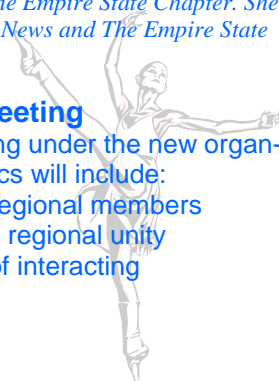 he Empire State Chapter. She
News and The Empire State
eeting
ng under the new organ-
cs will include:
egional members
regional unity
of interacting